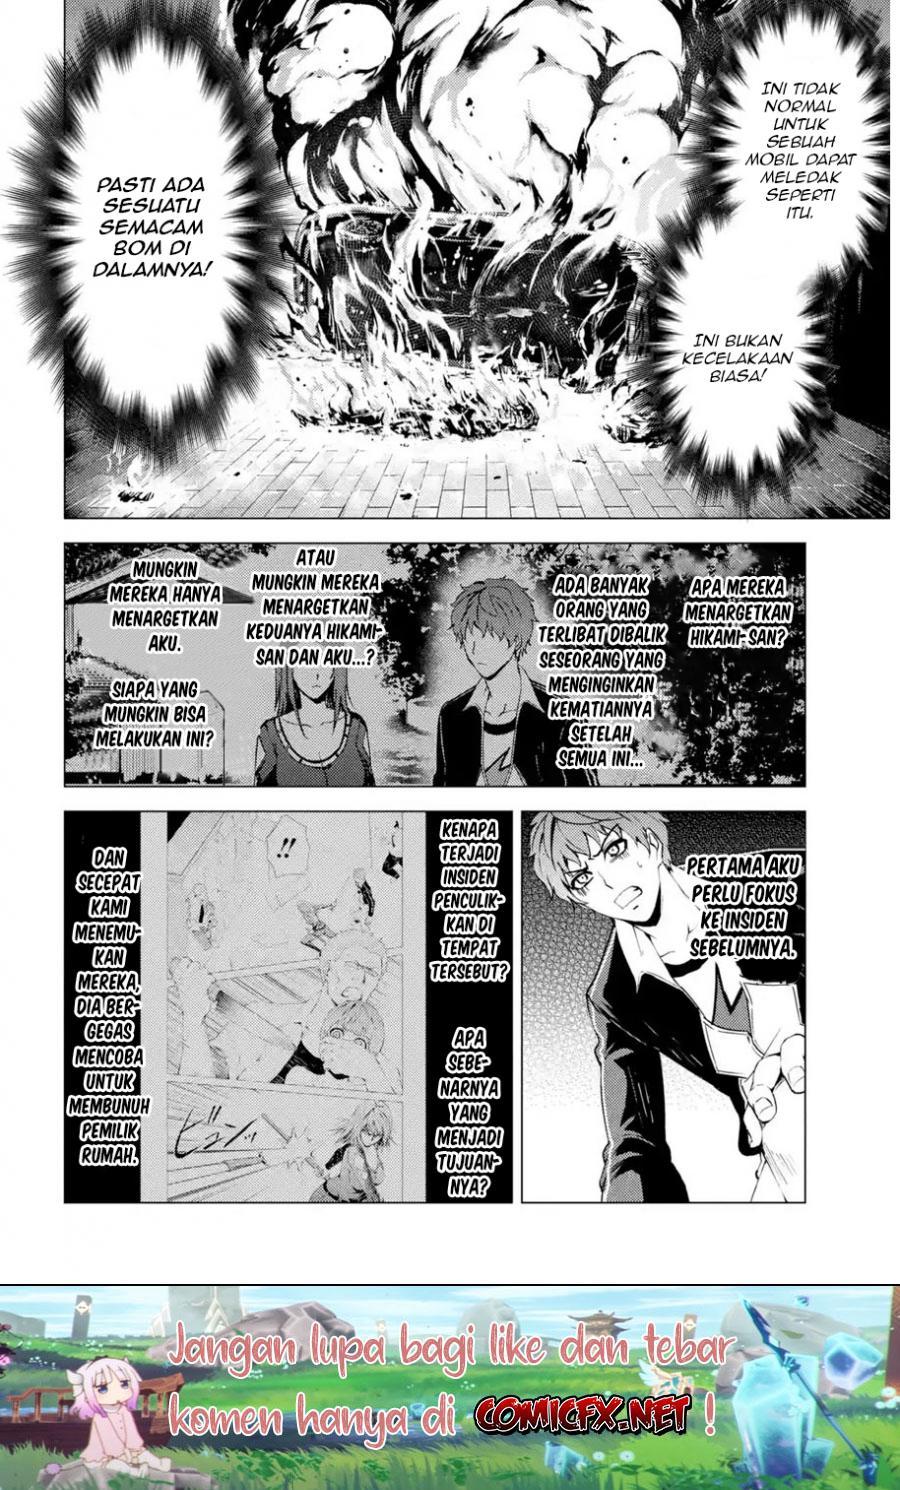 INI TIDAK
NORMAL
UNTUK
SEBUAH
MOBIL DAPAT
MELEDAK
SEPERTI
ITU.
INI BUKAN
KECELAKAAN
BIASA!
PASTI ADA
SESUATU
SEMACAM
BOM DI
DALAMNYA!
APA MEREKA
MENARGETKAN
HIKAMI-SAN?
ADA BANYAK
ORANG YANG
TERLIBAT DIBALIK
SESEORANG YANG
MENGINGINKAN
KEMATIANNYA
SETELAH
SEMUA INI...
ATAU
MUNGKIN MEREKA
MENARGETKAN
KEDUANYA HIKAMI-
SAN DAN AKU...?
MUNGKIN
MEREKA HANYA
MENARGETKAN
AKU.
SIAPA YANG
MUNGKIN BISA
MELAKUKAN INI?
PERTAMA AKU
PERLU FOKUS
KE INSIDEN
SEBELUMNYA.
KENAPA
TERJADI
INSIDEN
PENCULIK-
KAN DI
TEMPAT
TERSEBUT?
APA
SEBE-
NARNYA
YANG
MENJADI
TUJUAN-
NYA?
!!
ビュンッ
DAN
SECEPAT
KAMI
MENEMU-
KAN
MEREKA,
DIA BER-
GEGAS
MENCOBA
UNTUK
MEMBUNUH
PEMILIK
RUMAH.
Jangan lupa bagi like dan tebar
komen hanya di COMICFX.NET !